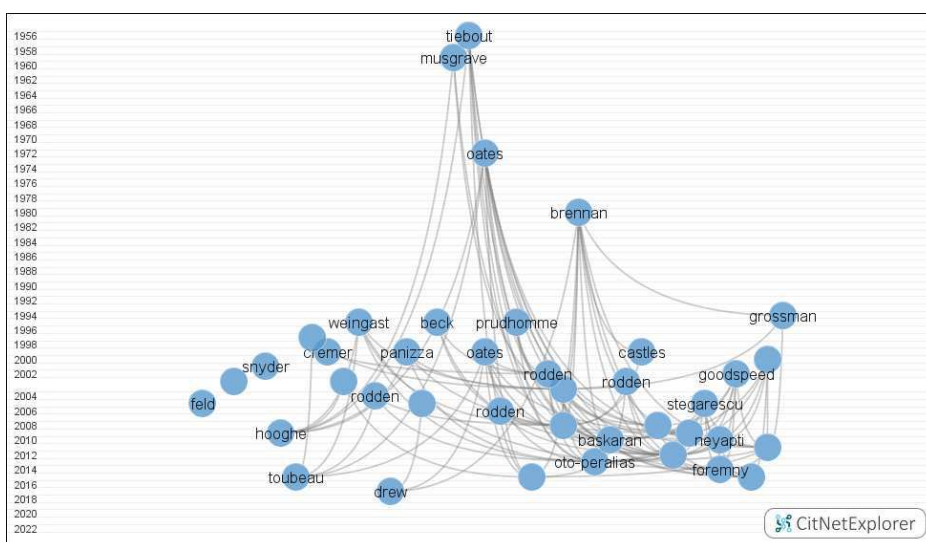 1956
tiebout
1958
musgrave
1960
1962
1964
1966
1968
1970
1972
oates
1974
1976
1978
1980
brennan
1982
1984
1986
1988
1990
1992
1994
weingast beck prudhomme grossman
1996
1998
cremer panizza oates castles
2000
snyder
2002
rodden rodden goodspeed
2004
feld rodden stegarescu
2006
rodden
2008
hooghe
2010
baskaran neyapti
2012
oto-peralias
2014
toubeau foremny
2016
drew
2018
2020
2022
CitNetExplorer